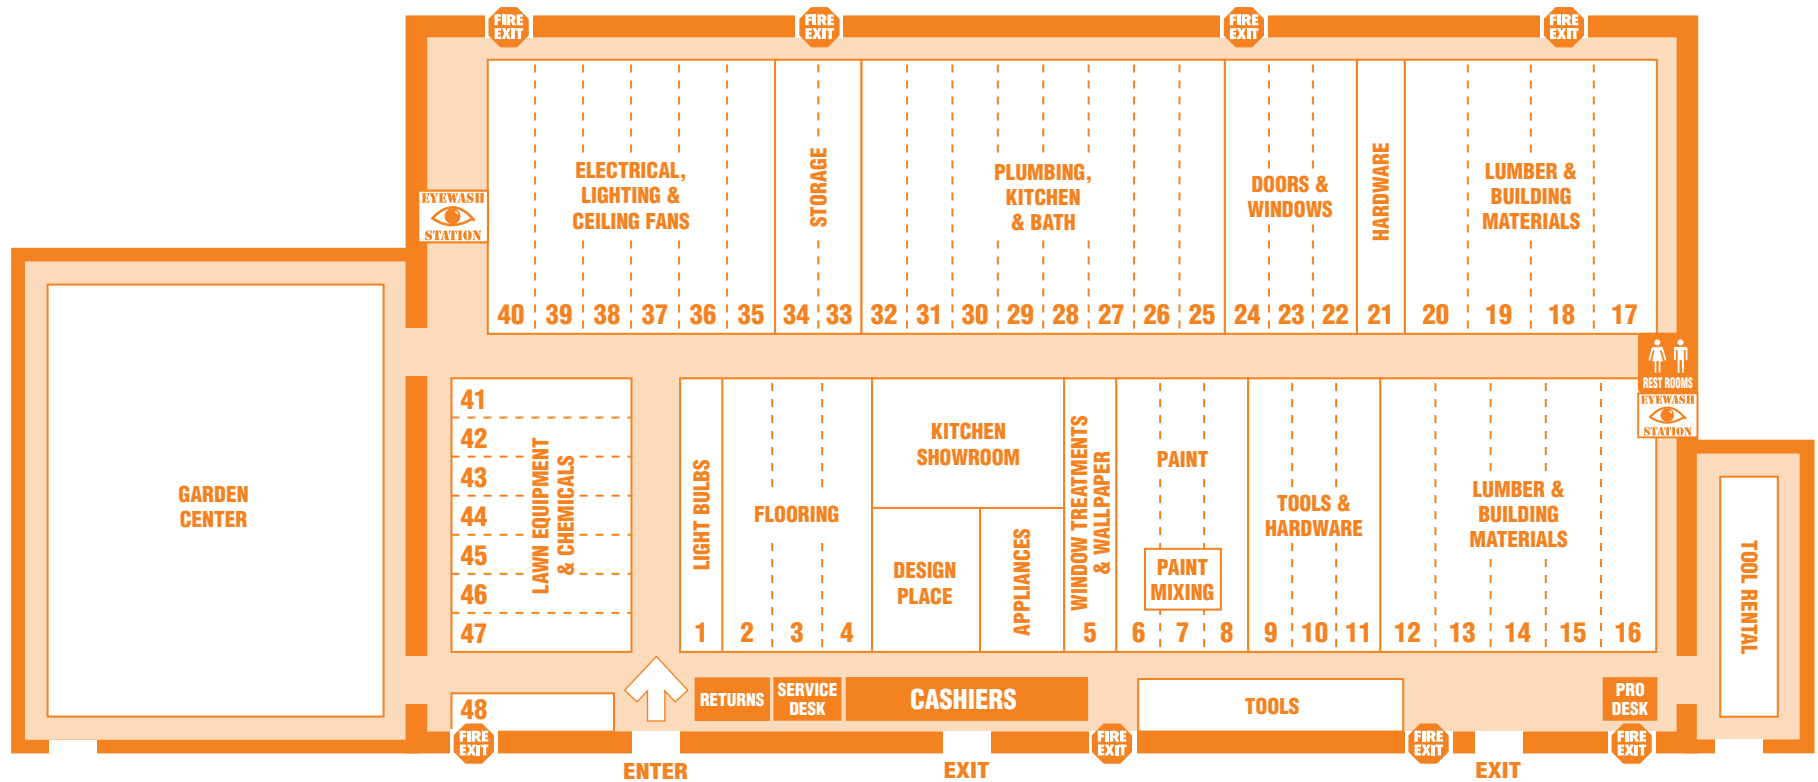 FIRE
EXIT
FIRE
EXIT
FIRE
EXIT
FIRE
EXIT
EYEWASH
STATION
ELECTRICAL,
LIGHTING &
CEILING FANS
STORAGE
PLUMBING,
KITCHEN
& BATH
DOORS &
WINDOWS
HARDWARE
LUMBER &
BUILDING
MATERIALS
40 39 38 37 36 35 34 33 32 31 30 29 28 27 26 25 24 23 22 21 20 19 18 17
REST ROOMS
EYEWASH
STATION
GARDEN
CENTER
41
42
43
44
45
46
47
LAWN EQUIPMENT
& CHEMICALS
LIGHT BULBS
FLOORING
KITCHEN
SHOWROOM
DESIGN
PLACE
APPLIANCES
WINDOW TREATMENTS
& WALLPAPER
PAINT
PAINT
MIXING
TOOLS &
HARDWARE
LUMBER &
BUILDING
MATERIALS
TOOL RENTAL
1 2 3 4 5 6 7 8 9 10 11 12 13 14 15 16
48
RETURNS
SERVICE
DESK
CASHIERS
TOOLS
PRO
DESK
FIRE
EXIT
FIRE
EXIT
FIRE
EXIT
FIRE
EXIT
ENTER
EXIT
EXIT